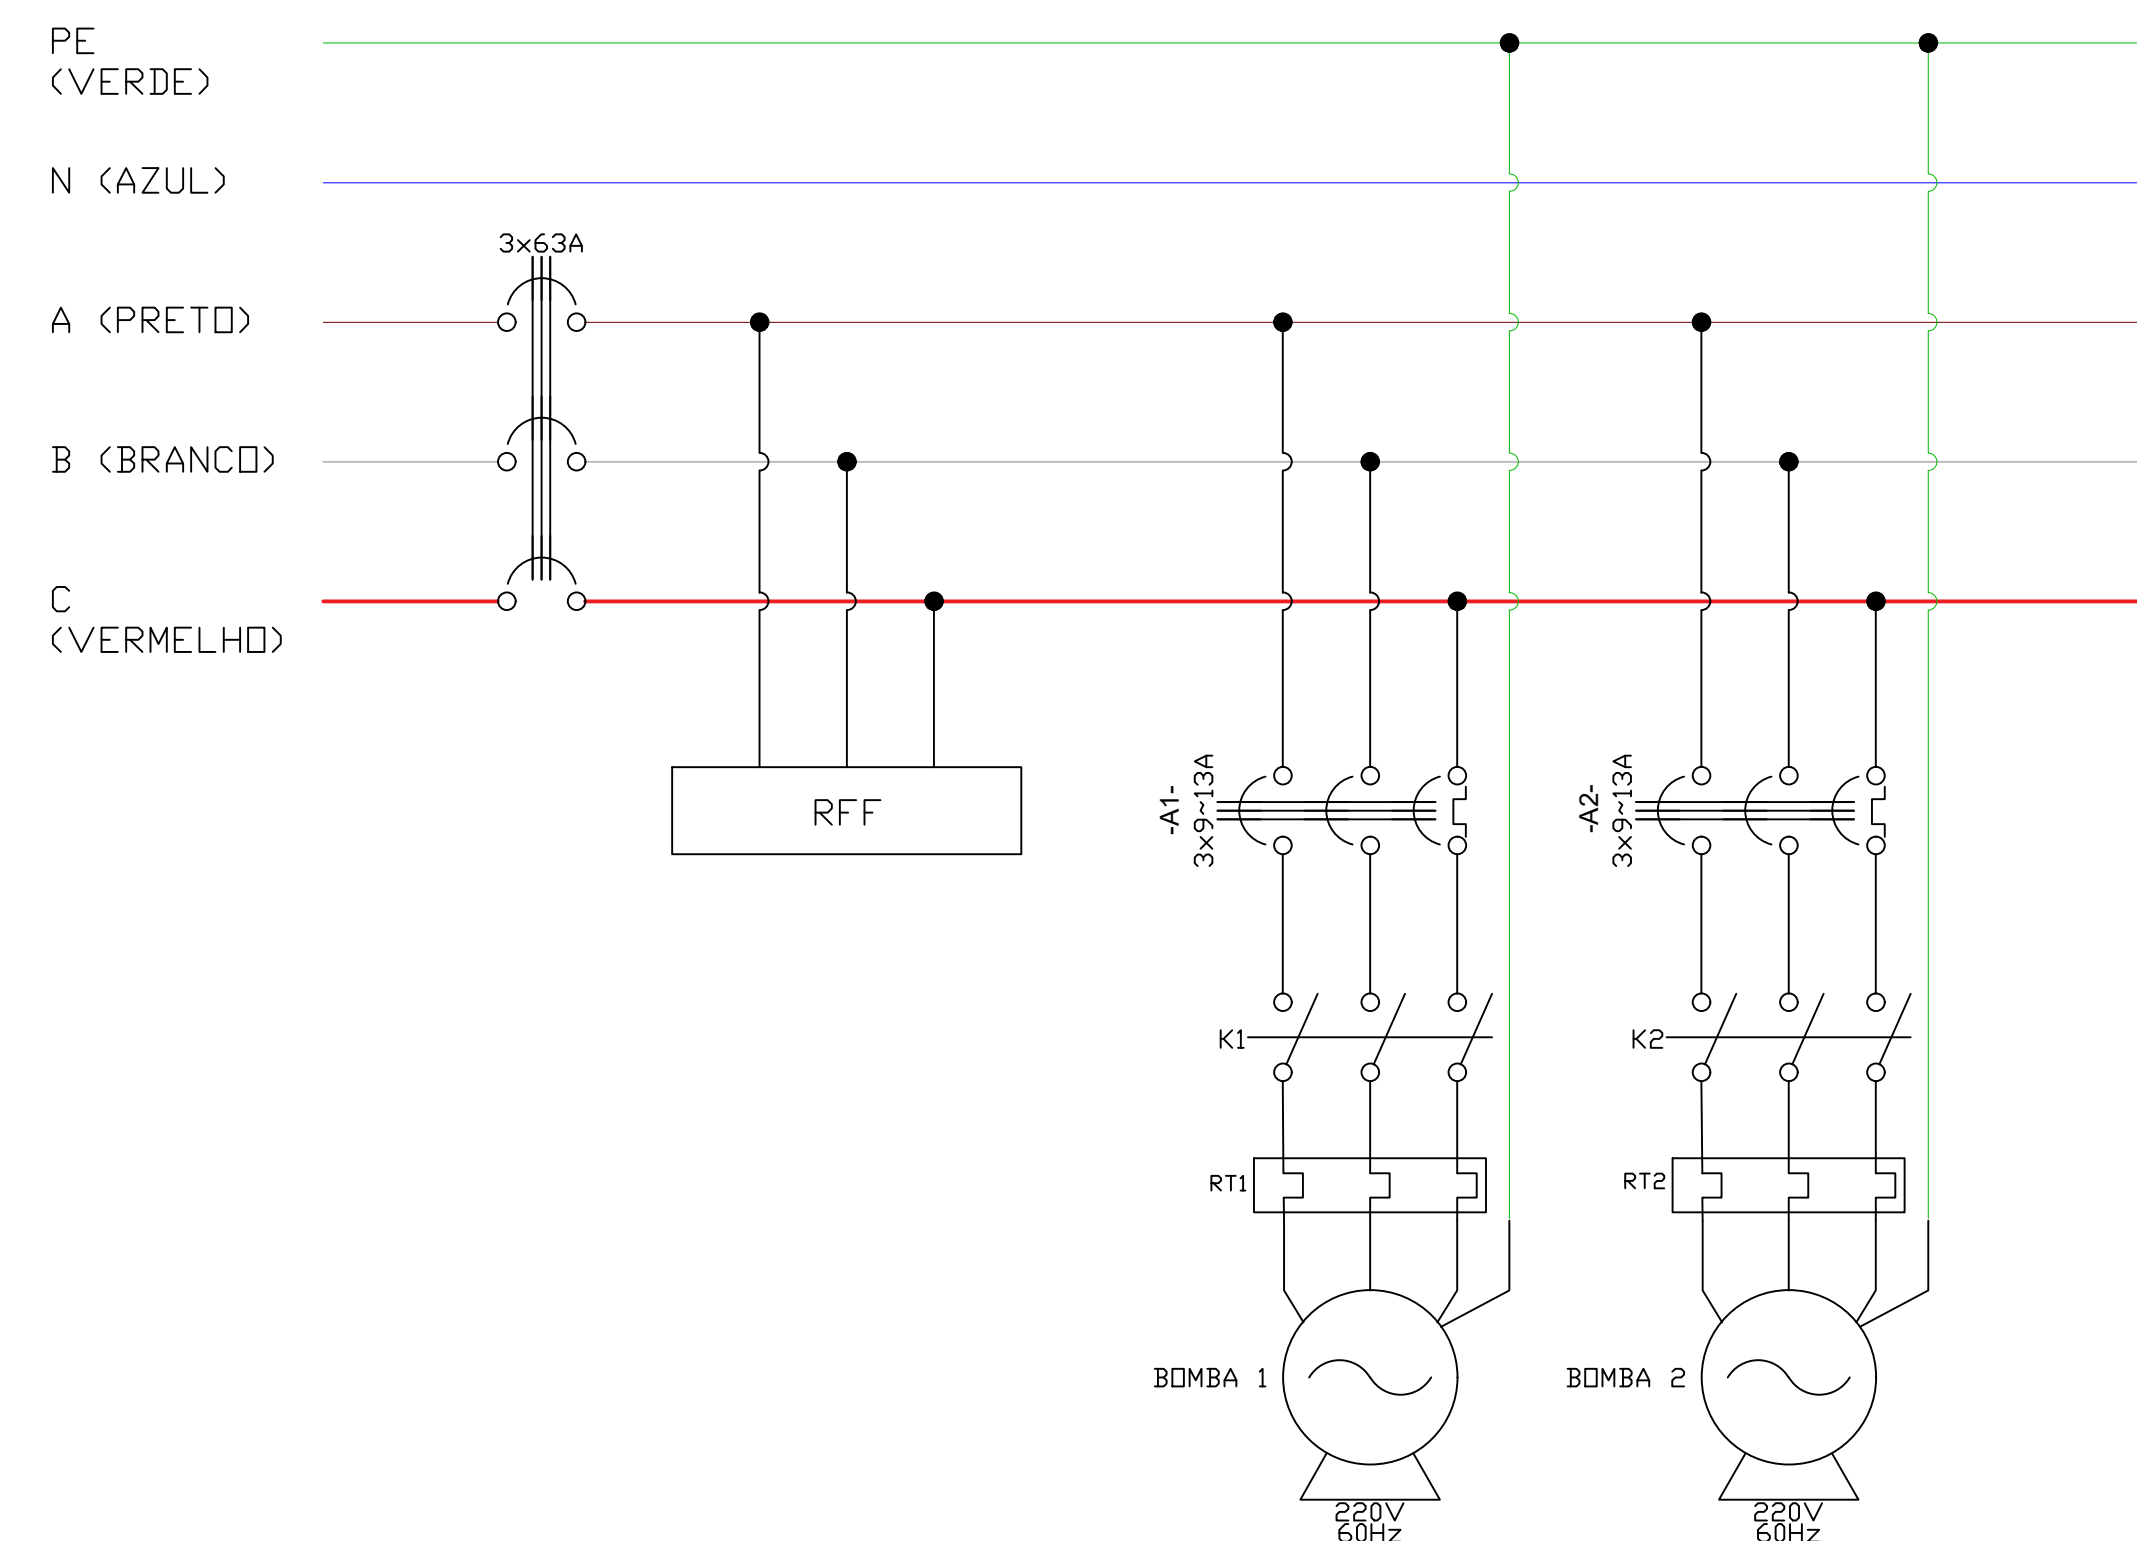 PE
(VERDE)
N (AZUL)
3x63A
A (PRETO)
B (BRANCO)
C
(VERMELHO)
RFF
-A1-
3x9~13A
-A2-
3x9~13A
K1
K2
RT1
RT2
BOMBA 1
BOMBA 2
220V
60Hz
220V
60Hz